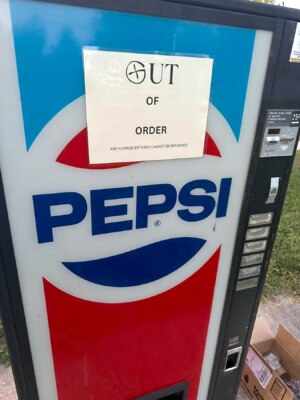 OUT
OF
ORDER
ANY CHANGE ENTERED CANNOT BE REFUNDED
PEPSI